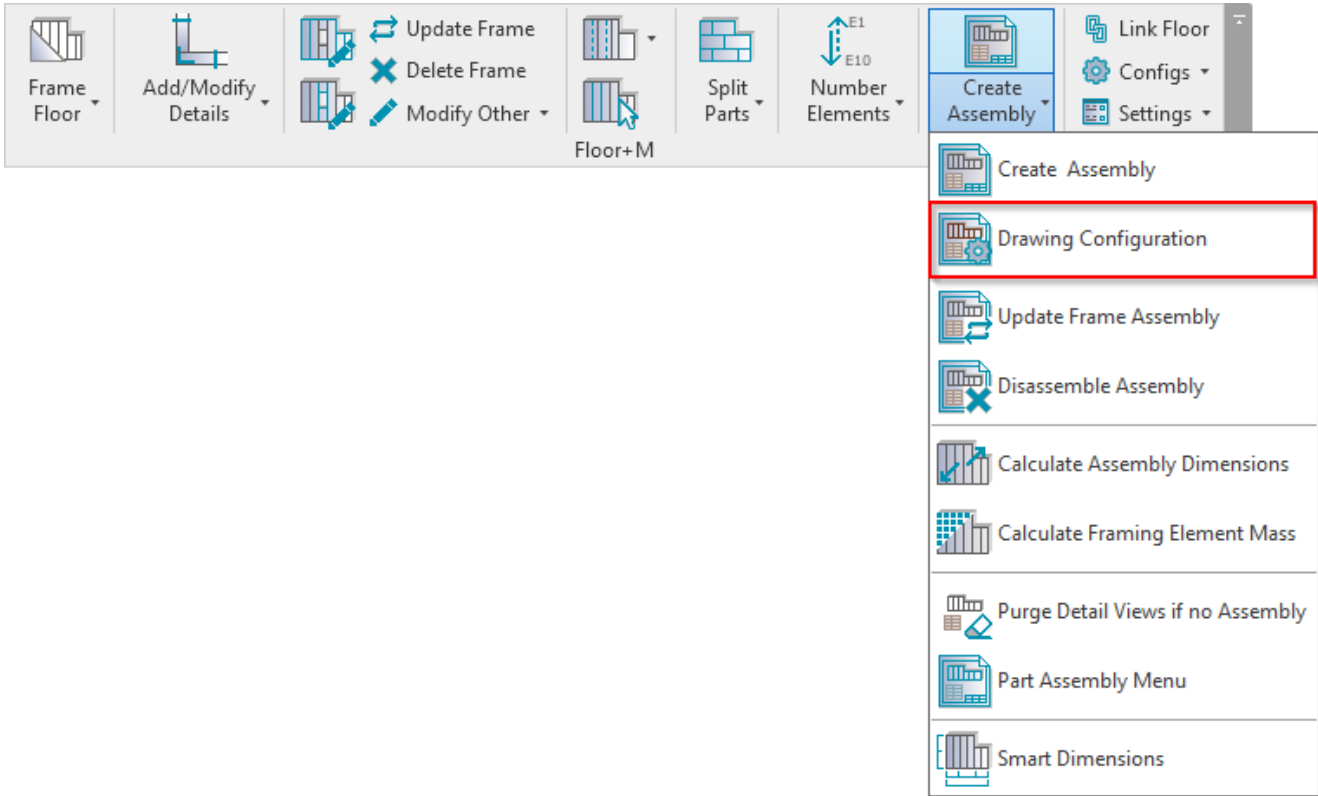 Frame
Floor
Add/Modify
Details
Update Frame
Delete Frame
Modify Other
Split
Parts
E1
E10
Number
Elements
Create
Assembly
Link Floor
Configs
Settings
Floor+M
Create Assembly
Drawing Configuration
Update Frame Assembly
Disassemble Assembly
Calculate Assembly Dimensions
Calculate Framing Element Mass
Purge Detail Views if no Assembly
Part Assembly Menu
Smart Dimensions